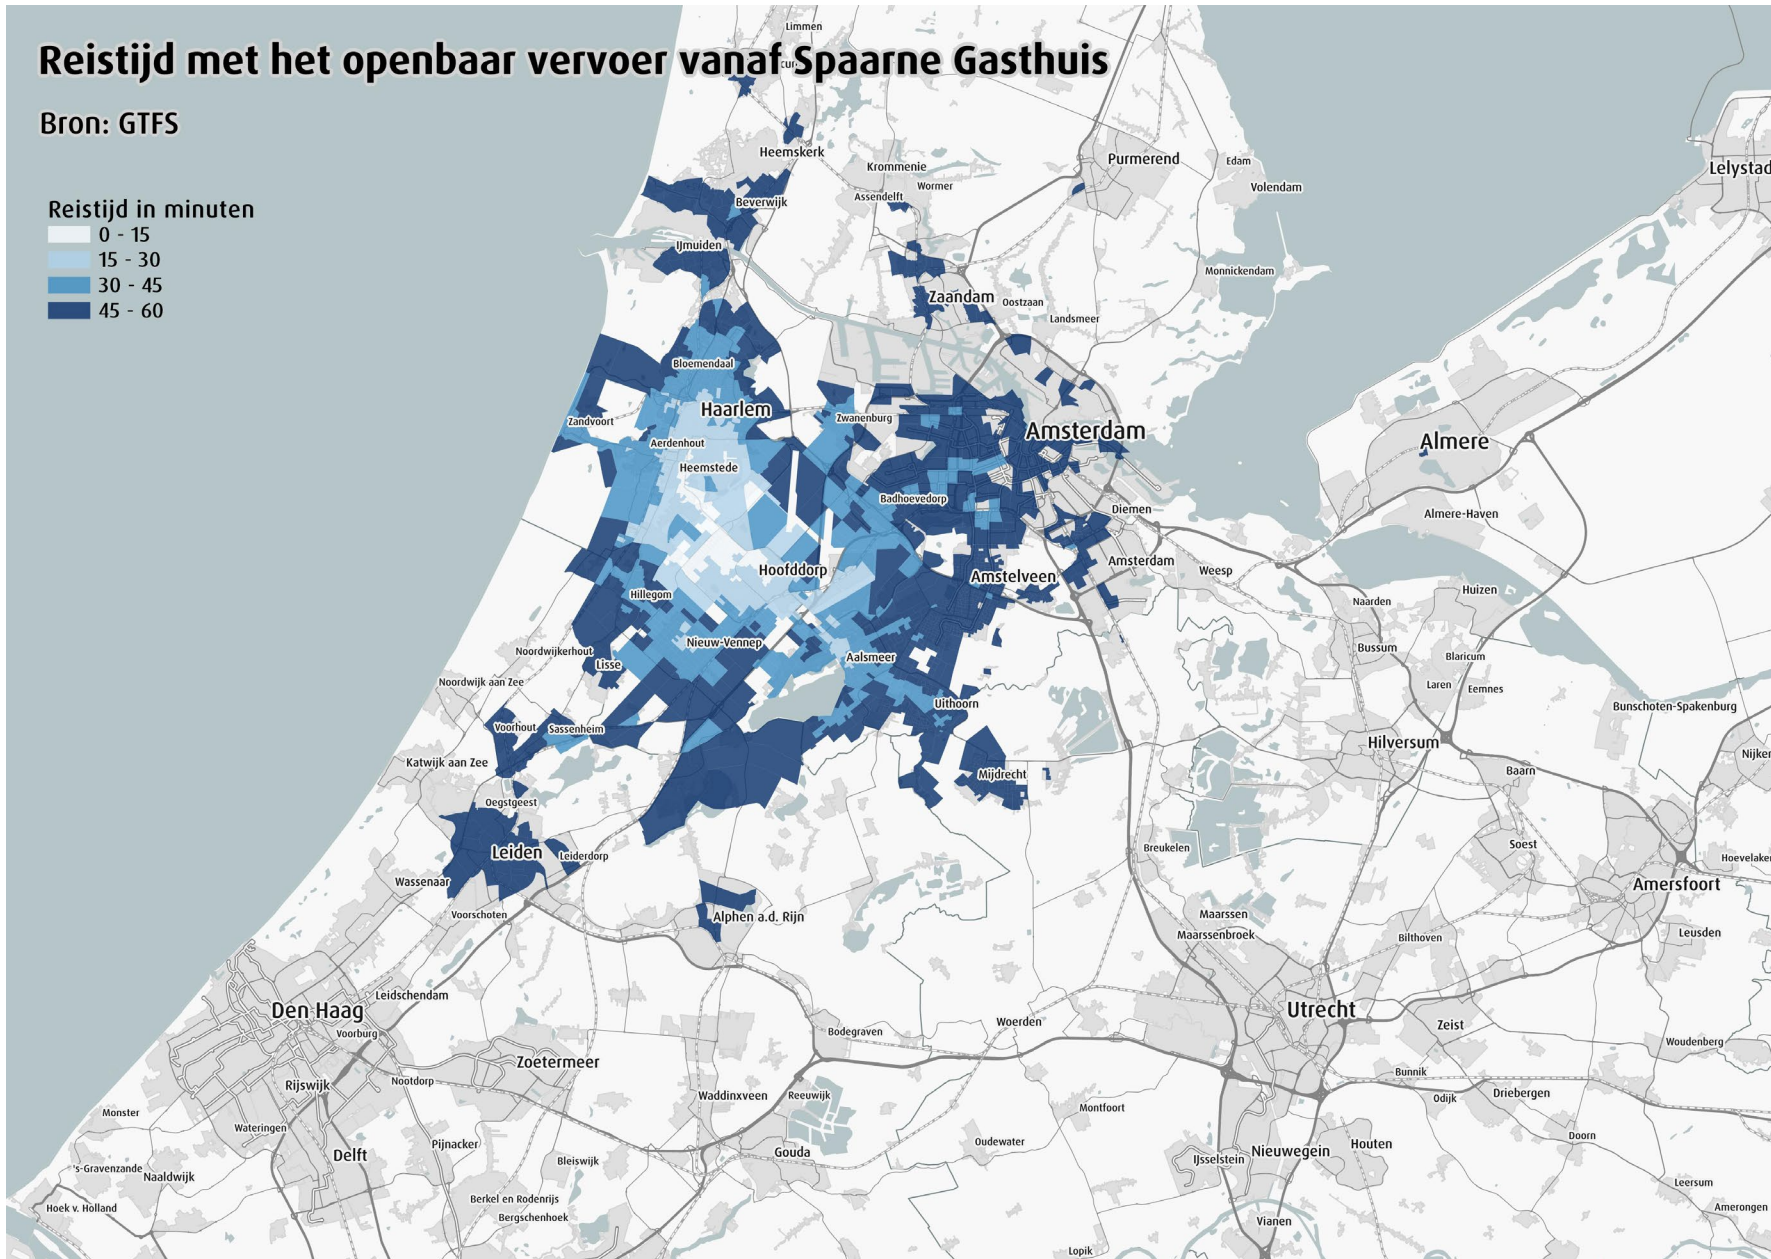 Limmen
Reistijd met het openbaar vervoer vanaf Spaarne Gasthuis
Bron: GTFS
Reistijd in minuten
0 - 15
15 - 30
30 - 45
45 - 60
Heemskerk
Krommenie
Purmerend
Edam
Lelystad
Wormer
Volendam
Assendelft
Beverwijk
IJmuiden
Monnickendam
Zaandam
Oostzaan
Landsmeer
Bloemendaal
Haarlem
Zwanenburg
Zandvoort
Amsterdam
Almere
Aerdenhout
Heemstede
Badhoevedorp
Diemen
Almere-Haven
Hoofddorp
Amstelveen
Amsterdam
Weesp
Hillegom
Naarden
Huizen
Nieuw-Vennep
Bussum
Noordwijkerhout
Lisse
Aalsmeer
Blaricum
Noordwijk aan Zee
Laren
Eemnes
Uithoorn
Bunschoten-Spakenburg
Voorhout
Sassenheim
Hilversum
Katwijk aan Zee
Mijdrecht
Baarn
Nijker
Oegstgeest
Leiden
Leiderdorp
Breukelen
Soest
Hoevelaken
Wassenaar
Amersfoort
Voorschoten
Alphen a.d. Rijn
Maarssen
Maarssenbroek
Bilthoven
Leusden
Leidschendam
Den Haag
Voorburg
Bodegraven
Woerden
Utrecht
Zeist
Woudenberg
Zoetermeer
Rijswijk
Nootdorp
Waddinxveen
Reeuwijk
Bunnik
Odijk
Driebergen
Monster
Montfoort
Wateringen
Pijnacker
Oudewater
Doorn
Delft
Gouda
Nieuwegein
Houten
's-Gravenzande
Naaldwijk
Bleiswijk
IJsselstein
Leersum
Hoek v. Holland
Berkel en Rodenrijs
Bergschenhoek
Vianen
Amerongen
Lopik